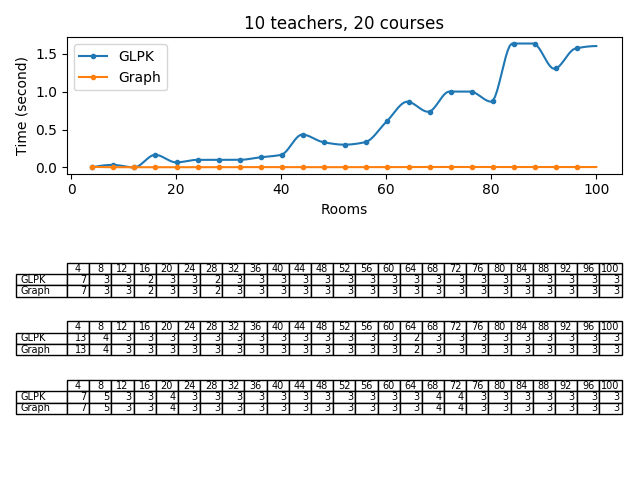 10 teachers, 20 courses
1.5
1.0
0.5
0.0
Time (second)
GLPK
Graph
0 20 40 60 80 100
Rooms
4 8 12 16 20 24 28 32 36 40 44 48 52 56 60 64 68 72 76 80 84 88 92 96 100
GLPK 7 3 3 2 3 3 2 3 3 3 3 3 3 3 3 3 3 3 3 3 3 3 3 3 3
Graph 7 3 3 2 3 3 2 3 3 3 3 3 3 3 3 3 3 3 3 3 3 3 3 3 3
4 8 12 16 20 24 28 32 36 40 44 48 52 56 60 64 68 72 76 80 84 88 92 96 100
GLPK 13 4 3 3 3 3 3 3 3 3 3 3 3 3 3 2 3 3 3 3 3 3 3 3 3
Graph 13 4 3 3 3 3 3 3 3 3 3 3 3 3 3 2 3 3 3 3 3 3 3 3 3
4 8 12 16 20 24 28 32 36 40 44 48 52 56 60 64 68 72 76 80 84 88 92 96 100
GLPK 7 5 3 3 4 3 3 3 3 3 3 3 3 3 3 3 4 4 3 3 3 3 3 3 3
Graph 7 5 3 3 4 3 3 3 3 3 3 3 3 3 3 3 4 4 3 3 3 3 3 3 3